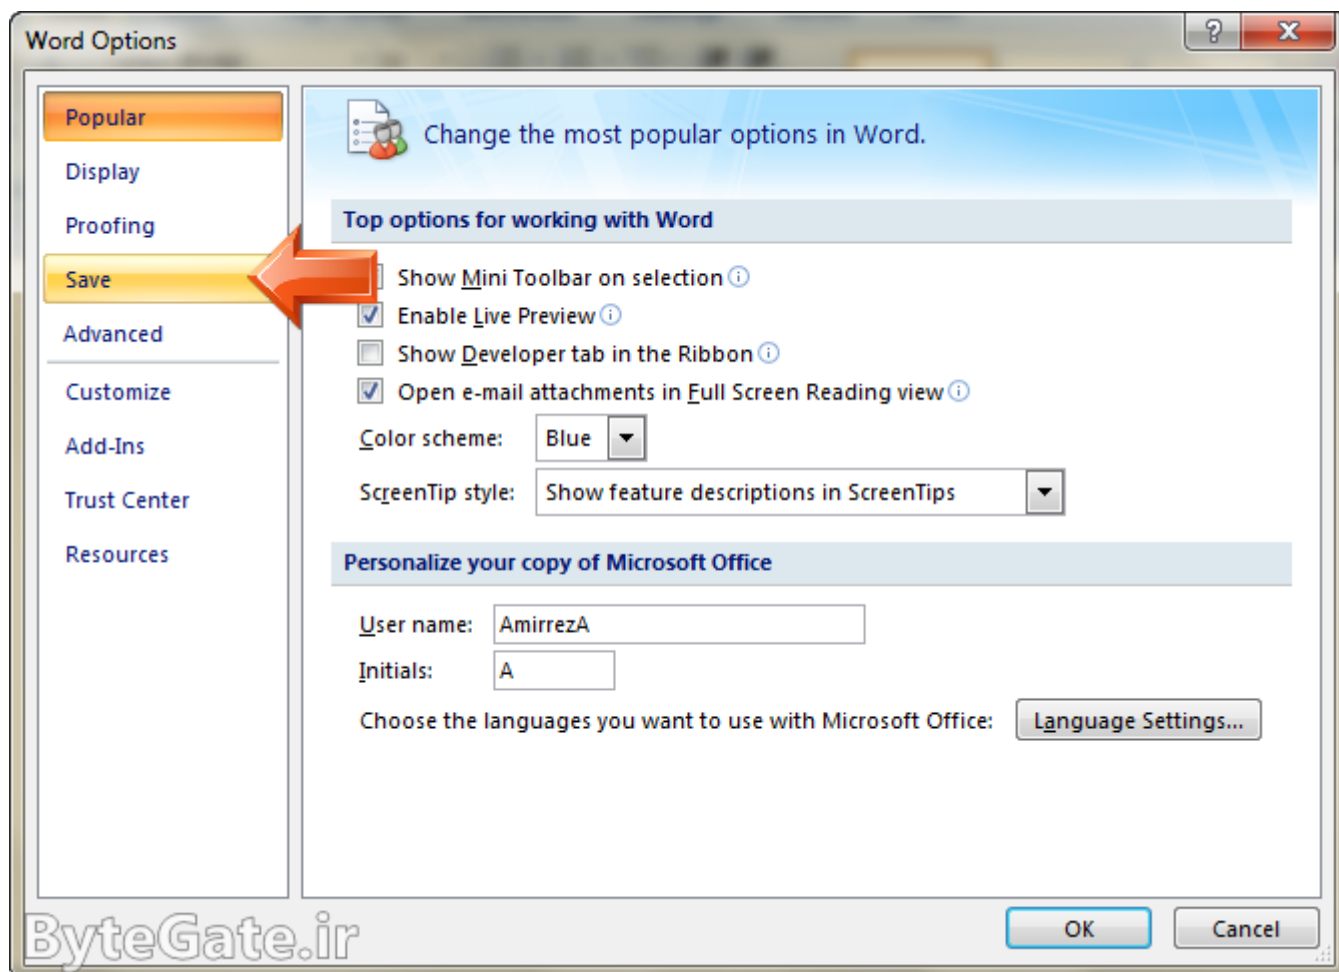 Word Options
?
Popular
Display
Proofing
Save
Advanced
Customize
Add-Ins
Trust Center
Resources
Change the most popular options in Word.
Top options for working with Word
Show Mini Toolbar on selection
Enable Live Preview
Show Developer tab in the Ribbon
Open e-mail attachments in Full Screen Reading view
Color scheme: Blue
ScreenTip style: Show feature descriptions in ScreenTips
Personalize your copy of Microsoft Office
User name: AmirrezA
Initials: A
Choose the languages you want to use with Microsoft Office: Language Settings...
OK Cancel
ByteGate.ir